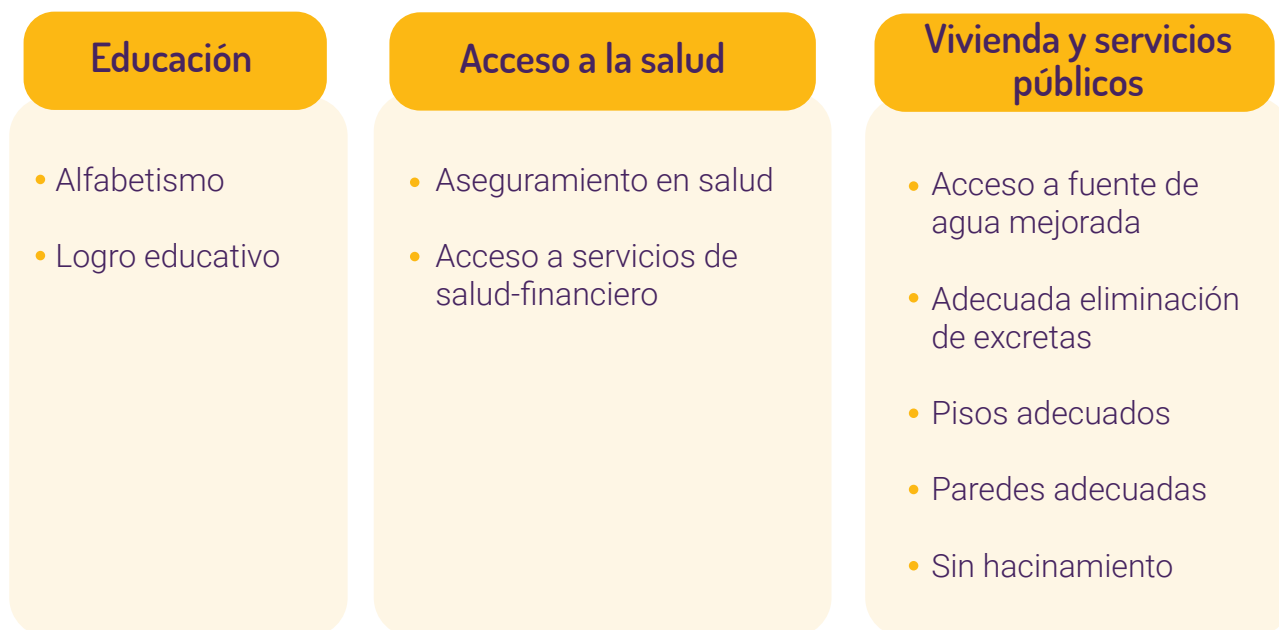 Educación
• Alfabetismo
• Logro educativo
Acceso a la salud
• Aseguramiento en salud
• Acceso a servicios de
salud-financiero
Vivienda y servicios
públicos
• Acceso a fuente de
agua mejorada
• Adecuada eliminación
de excretas
• Pisos adecuados
• Paredes adecuadas
• Sin hacinamiento